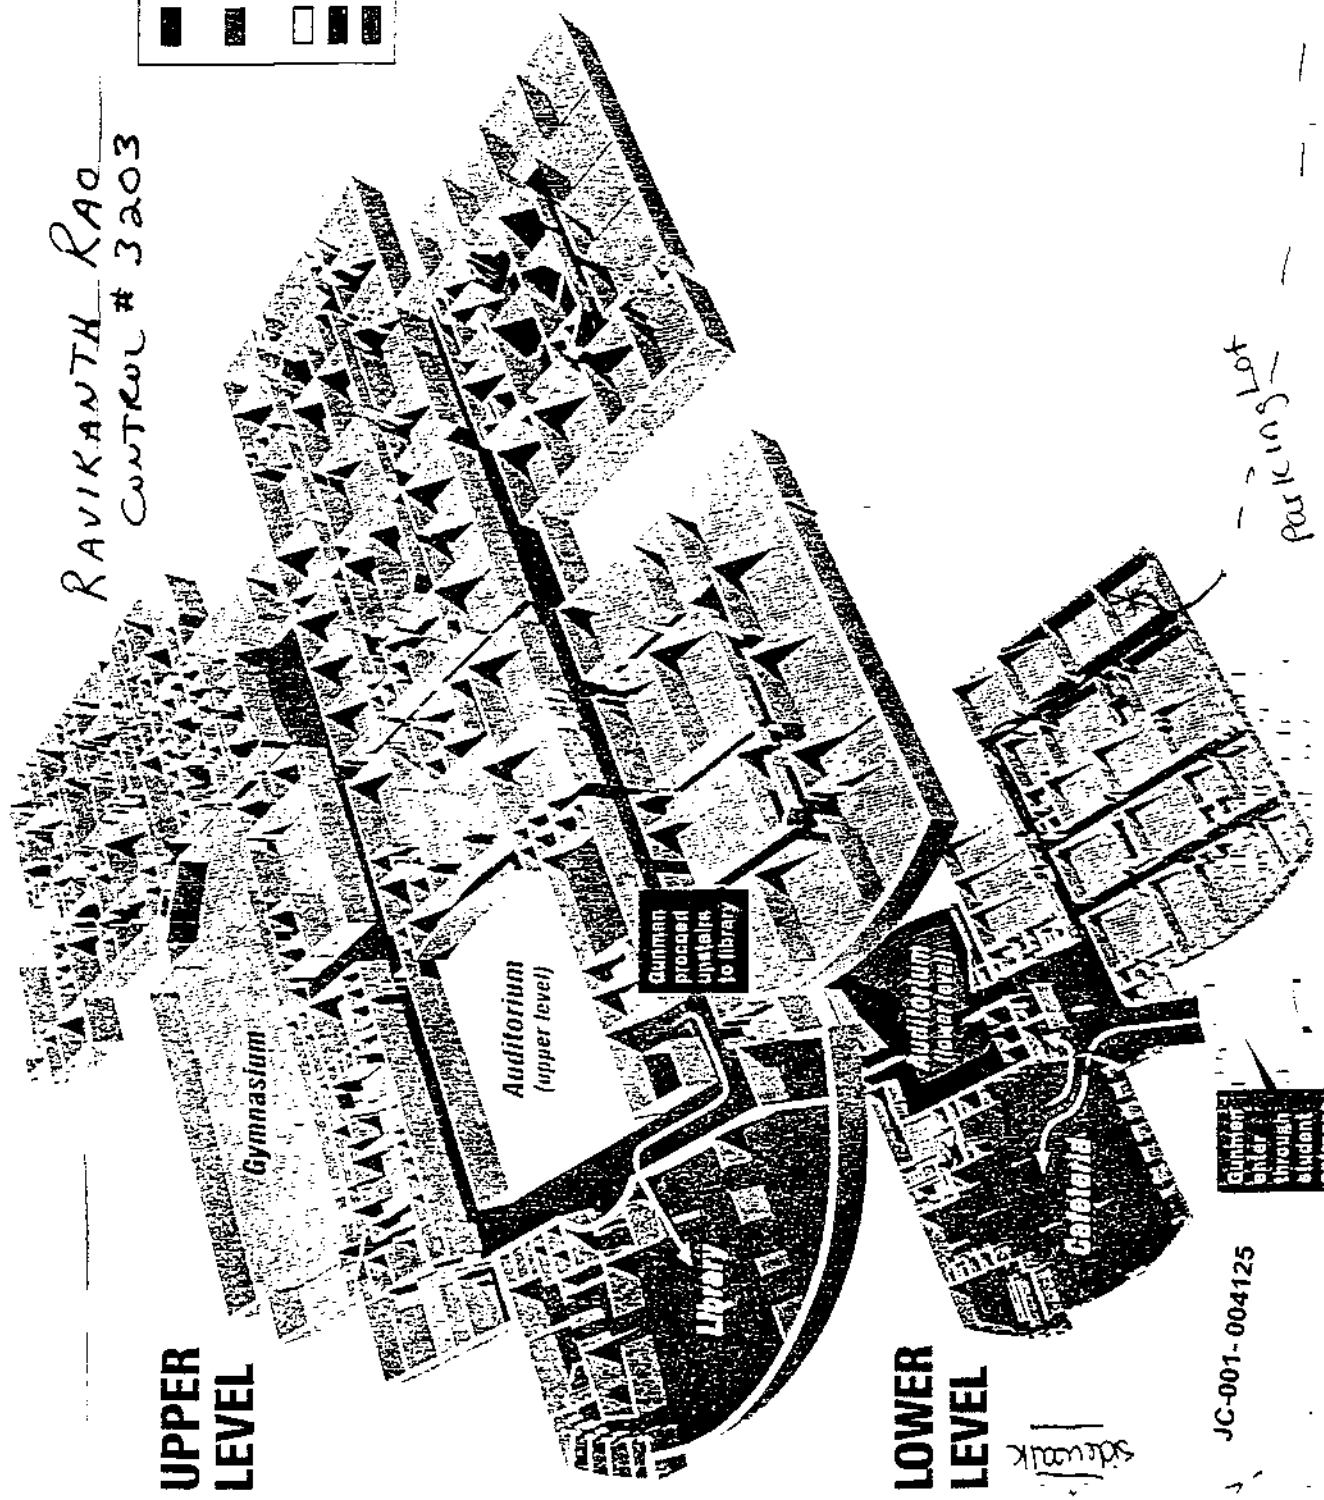 RAVIKANTH RAO
CONTROL # 3203
UPPER
LEVEL
Gymnasium
Auditorium
(upper level)
Gunmen
proceed
upstairs
to library
Library
LOWER
LEVEL
Auditorium
(lower level)
Cafeteria
Gunmen
enter
through
student
Parking Lot
sidewalk
JC-001-004125